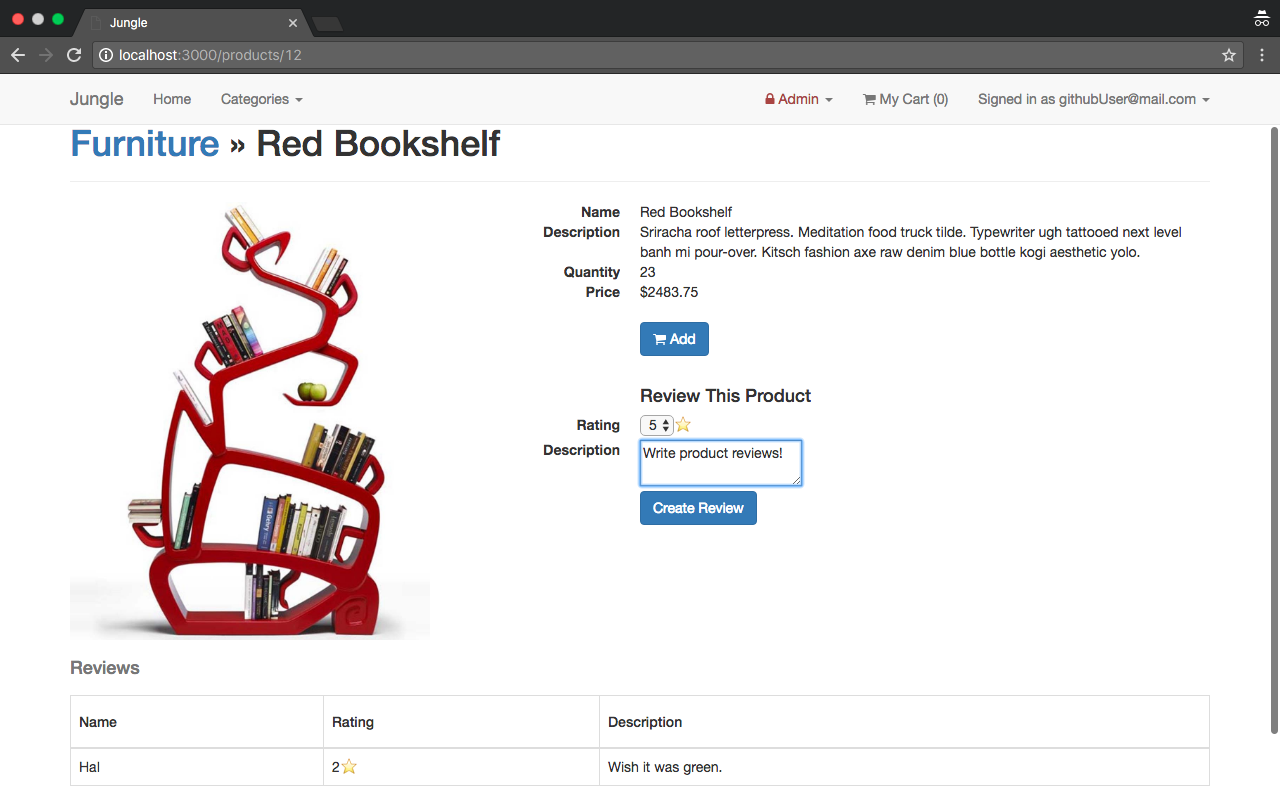 Jungle
localhost:3000/products/12
Jungle Home Categories Admin My Cart (0) Signed in as githubUser@mail.com
Furniture » Red Bookshelf
Name Red Bookshelf
Description Sriracha roof letterpress. Meditation food truck tilde. Typewriter ugh tattooed next level
banh mi pour-over. Kitsch fashion axe raw denim blue bottle kogi aesthetic yolo.
Quantity 23
Price $2483.75
Add
Review This Product
Rating 5
Description Write product reviews!
Create Review
Reviews
Name Rating Description
Hal 2 Wish it was green.